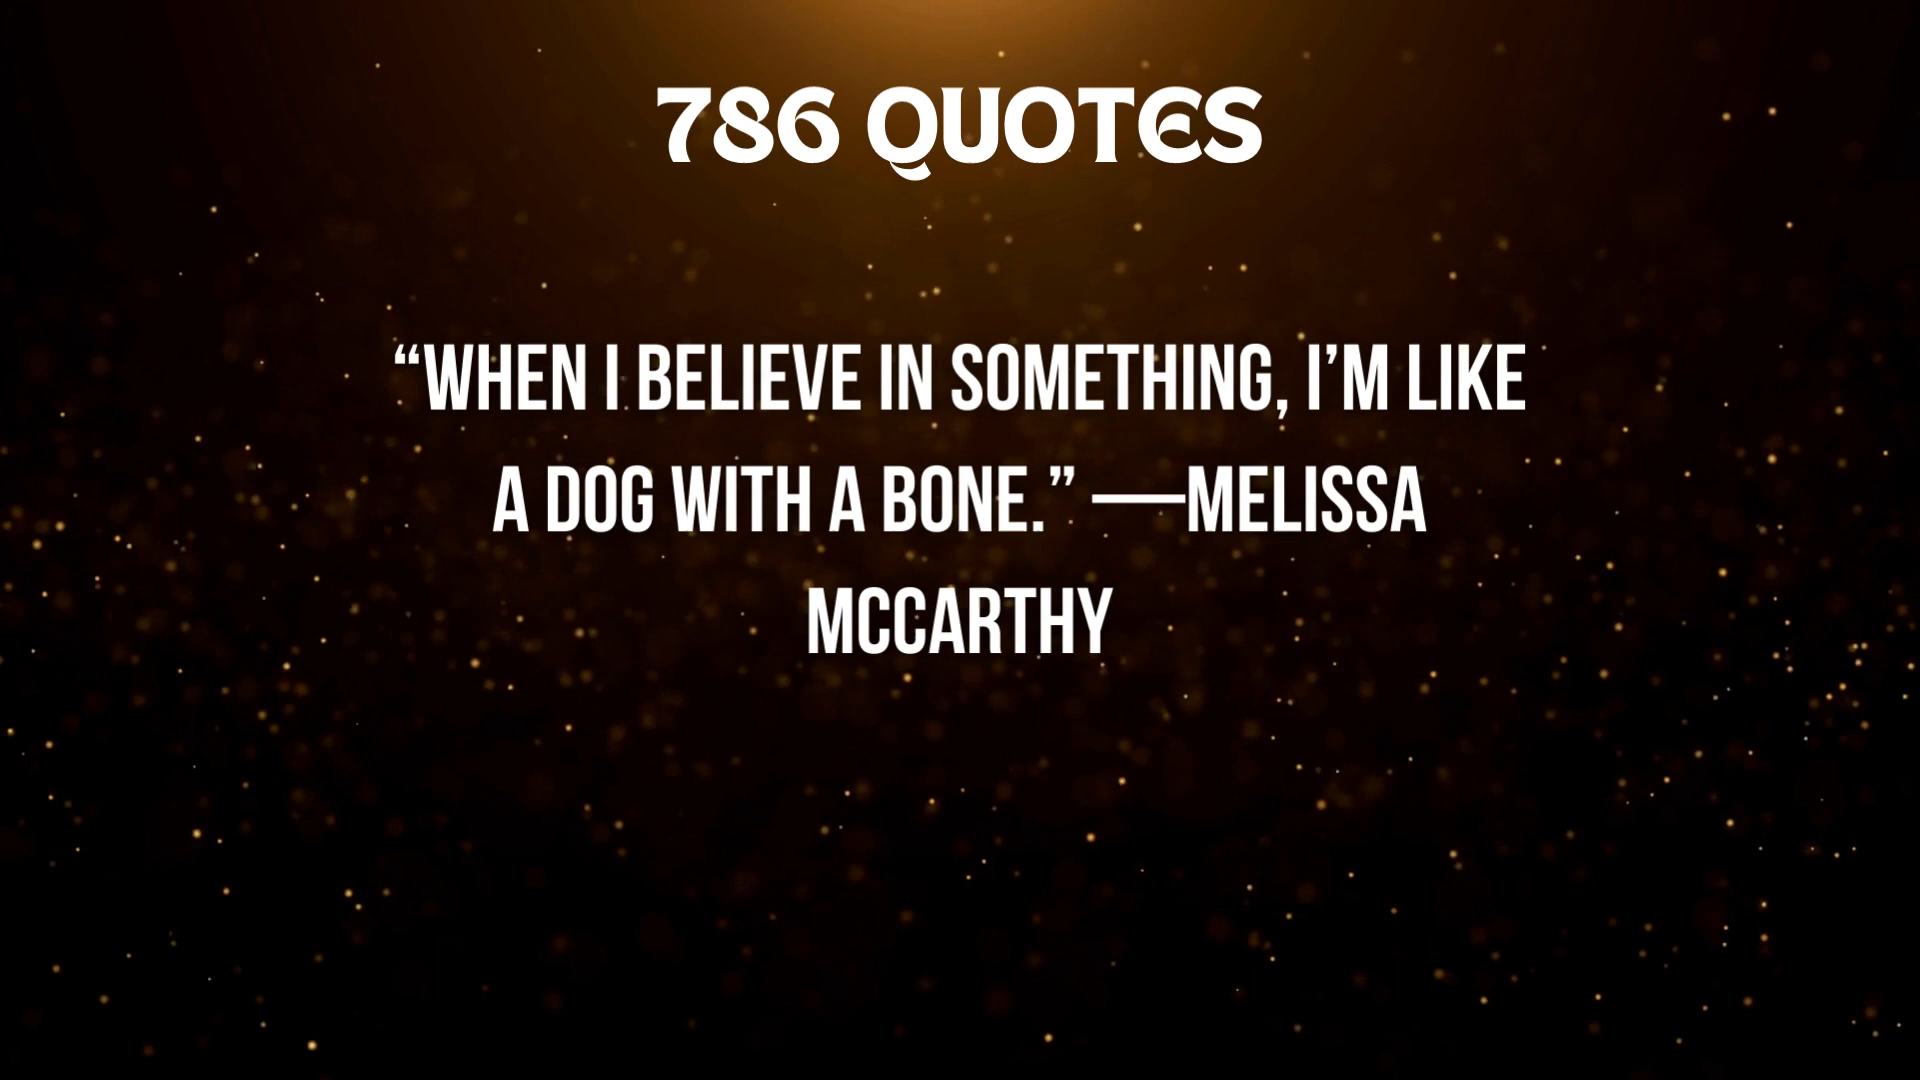 786 QUOTES
“WHEN I BELIEVE IN SOMETHING, I’M LIKE
A DOG WITH A BONE.” —MELISSA
MCCARTHY